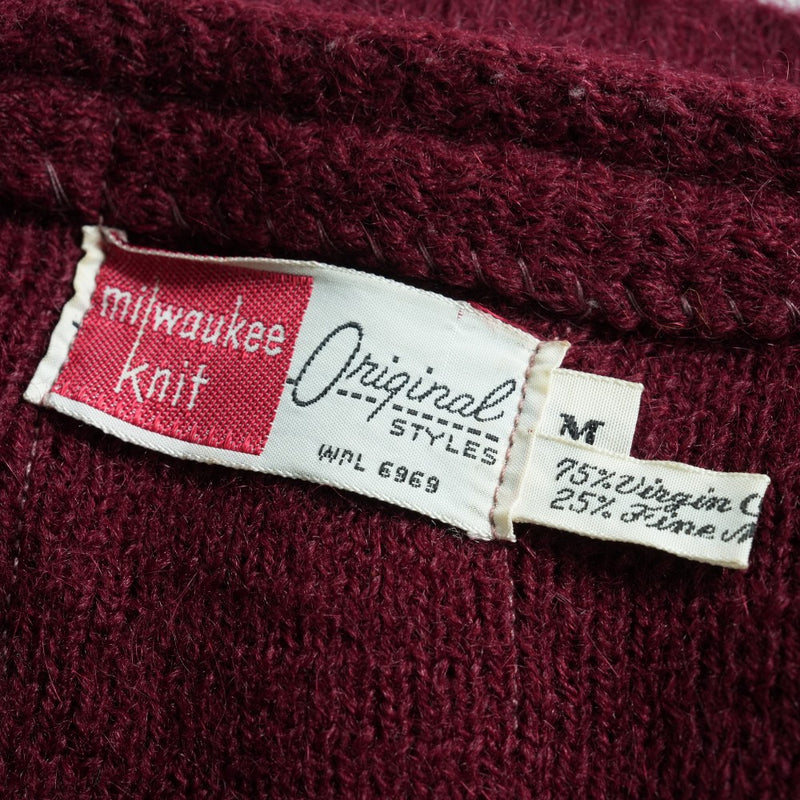 milwaukee
knit
Original
STYLES
WPL 6969
M
75% Virgin
25% Fine